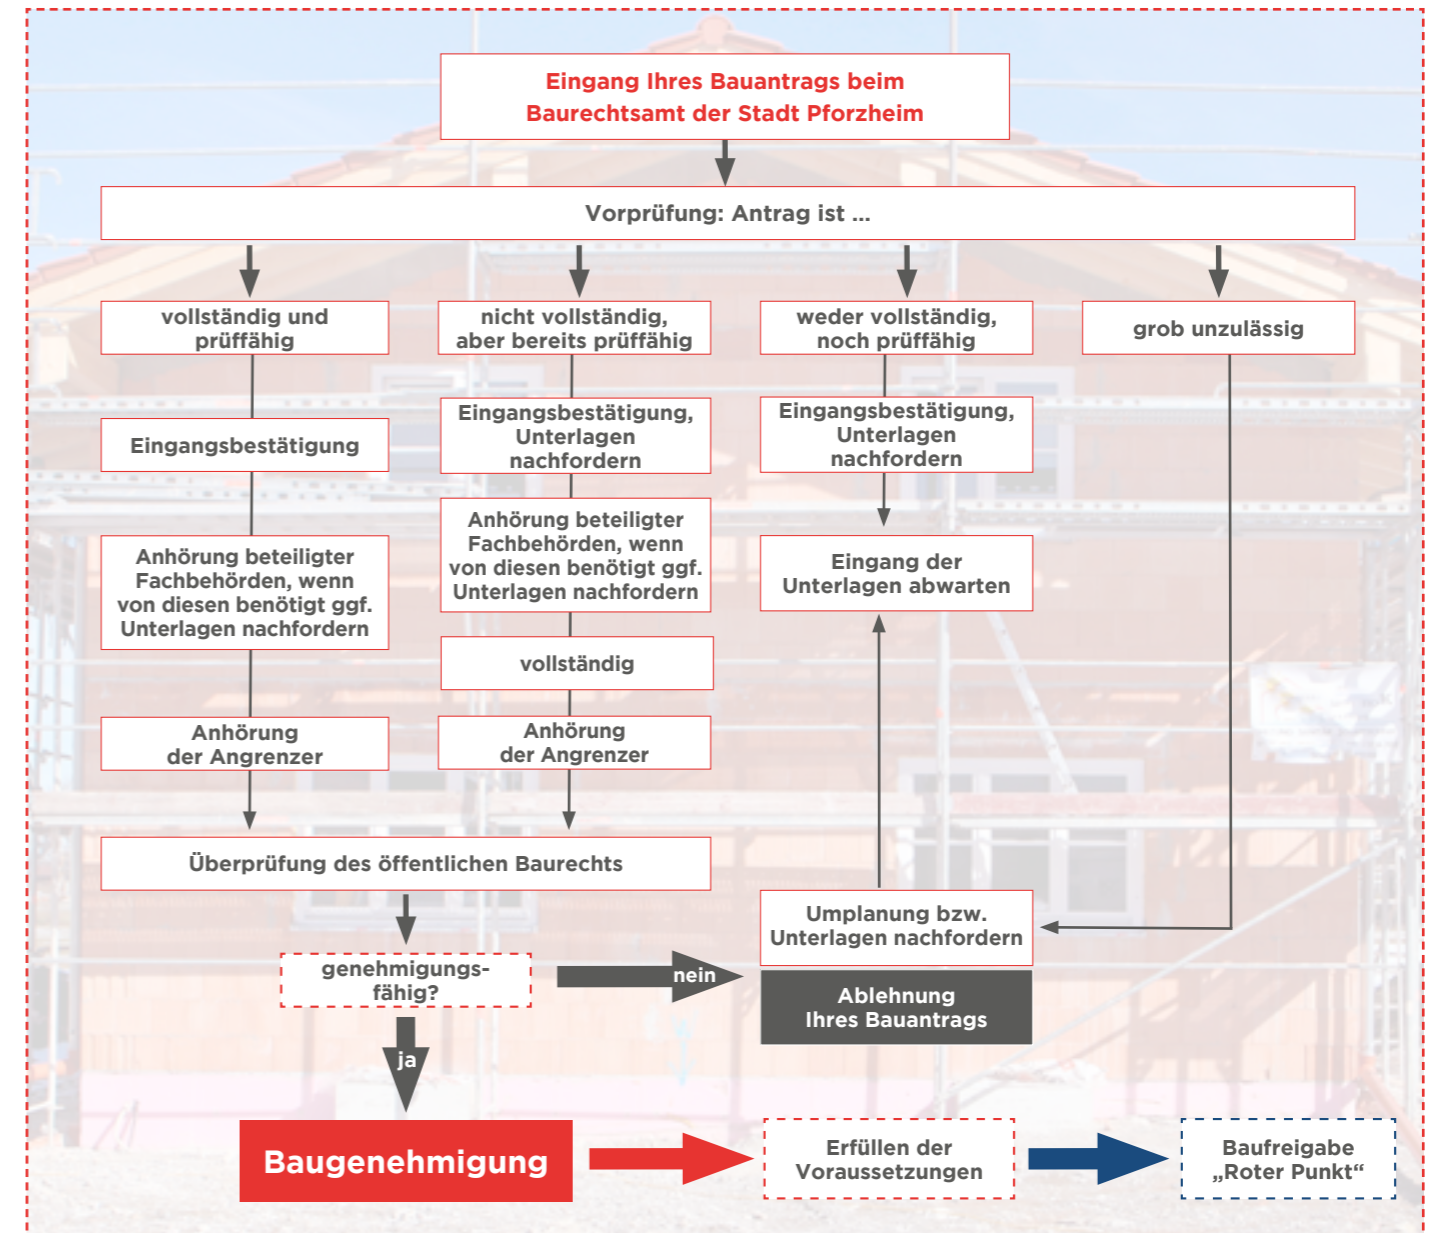 Eingang Ihres Bauantrags beim
Baurechtsamt der Stadt Pforzheim
Vorprüfung: Antrag ist ...
vollständig und
prüffähig
nicht vollständig,
aber bereits prüffähig
weder vollständig,
noch prüffähig
grob unzulässig
Eingangsbestätigung
Eingangsbestätigung,
Unterlagen
nachfordern
Eingangsbestätigung,
Unterlagen
nachfordern
Anhörung beteiligter
Fachbehörden, wenn
von diesen benötigt ggf.
Unterlagen nachfordern
Anhörung beteiligter
Fachbehörden, wenn
von diesen benötigt ggf.
Unterlagen nachfordern
Eingang der
Unterlagen abwarten
vollständig
Anhörung
der Angrenzer
Anhörung
der Angrenzer
Überprüfung des öffentlichen Baurechts
Umplanung bzw.
Unterlagen nachfordern
genehmigungs-
fähig?
nein
Ablehnung
Ihres Bauantrags
ja
Baugenehmigung
Erfüllen der
Voraussetzungen
Baufreigabe
„Roter Punkt“